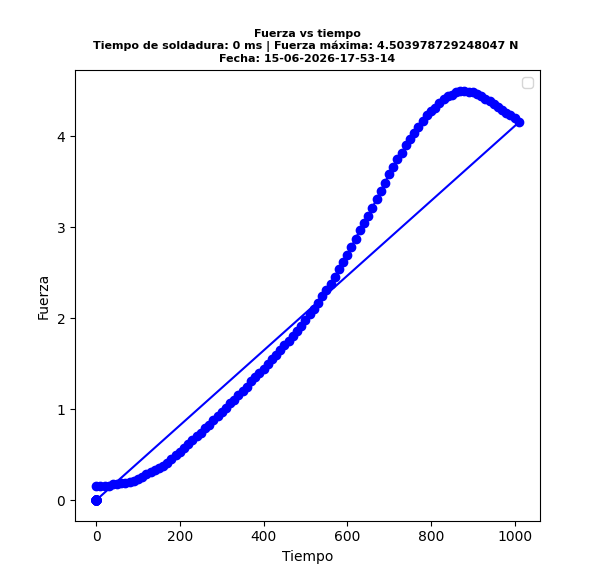 Fuerza vs tiempo
Tiempo de soldadura: 0 ms | Fuerza máxima: 4.503978729248047 N
Fecha: 15-06-2026-17-53-14
4
3
2
1
0
Fuerza
0 200 400 600 800 1000
Tiempo